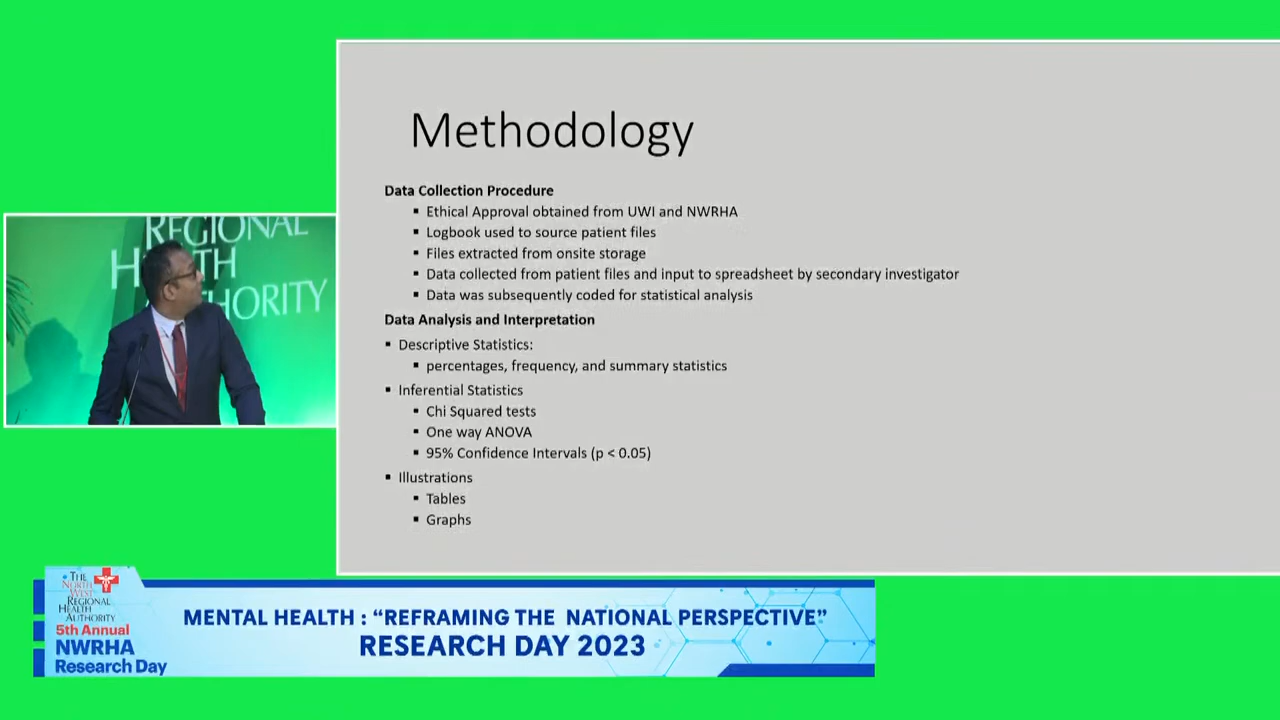 Methodology
Data Collection Procedure
▪ Ethical Approval obtained from UWI and NWRHA
▪ Logbook used to source patient files
▪ Files extracted from onsite storage
▪ Data collected from patient files and input to spreadsheet by secondary investigator
▪ Data was subsequently coded for statistical analysis
Data Analysis and Interpretation
▪ Descriptive Statistics:
▪ percentages, frequency, and summary statistics
▪ Inferential Statistics
▪ Chi Squared tests
▪ One way ANOVA
▪ 95% Confidence Intervals (p < 0.05)
▪ Illustrations
▪ Tables
▪ Graphs
REGIONAL
H TH
THORITY
THE
NORTH
WEST
REGIONAL
HEALTH
AUTHORITY
5th Annual
NWRHA
Research Day
MENTAL HEALTH : “REFRAMING THE NATIONAL PERSPECTIVE”
RESEARCH DAY 2023